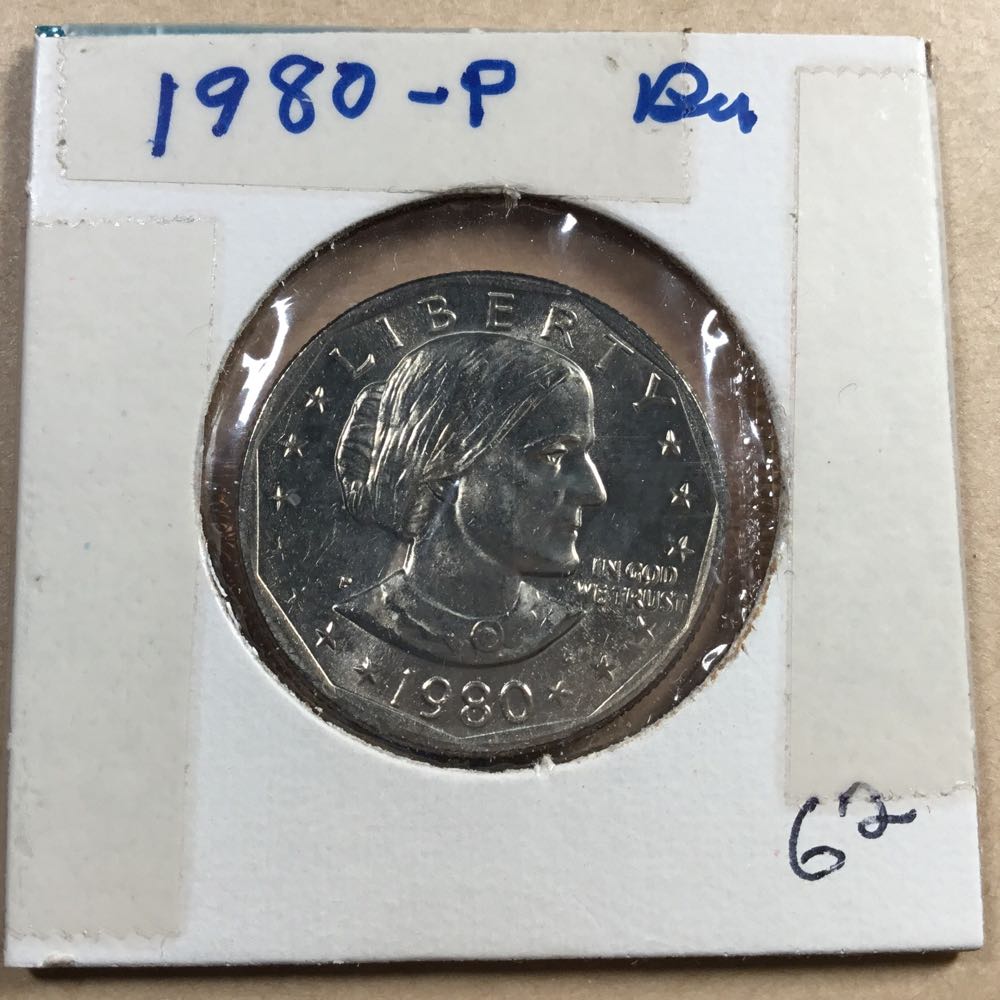 1980-P Bu
LIBERTY
P
IN GOD
WE TRUST
1980
62